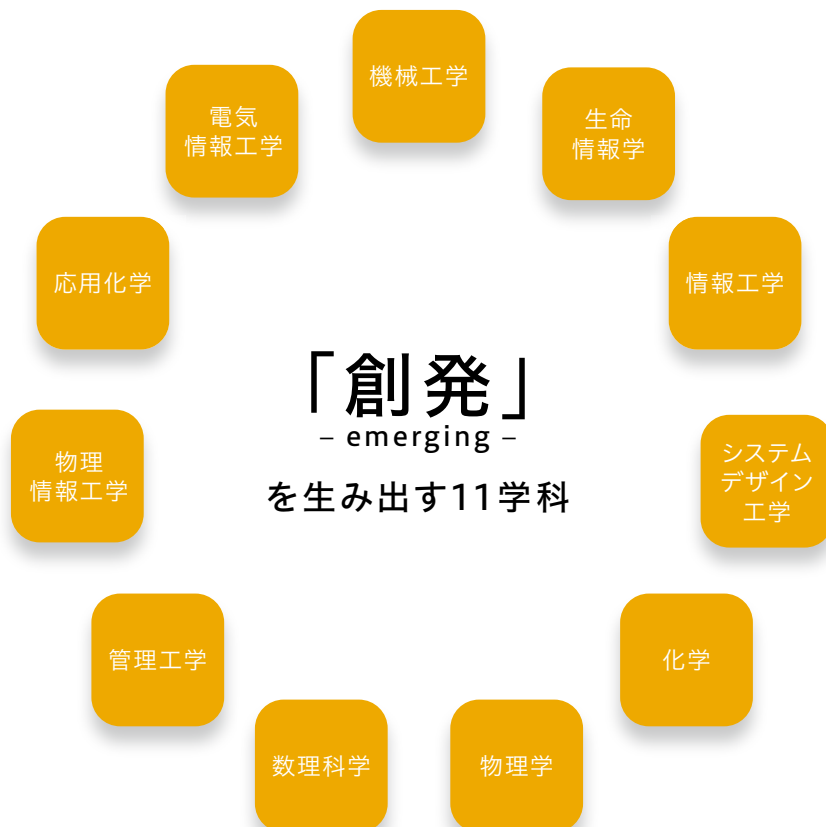 機械工学
電気
情報工学
生命
情報学
応用化学
情報工学
「創発」
– emerging –
を生み出す11学科
物理
情報工学
システム
デザイン
工学
管理工学
化学
数理科学
物理学